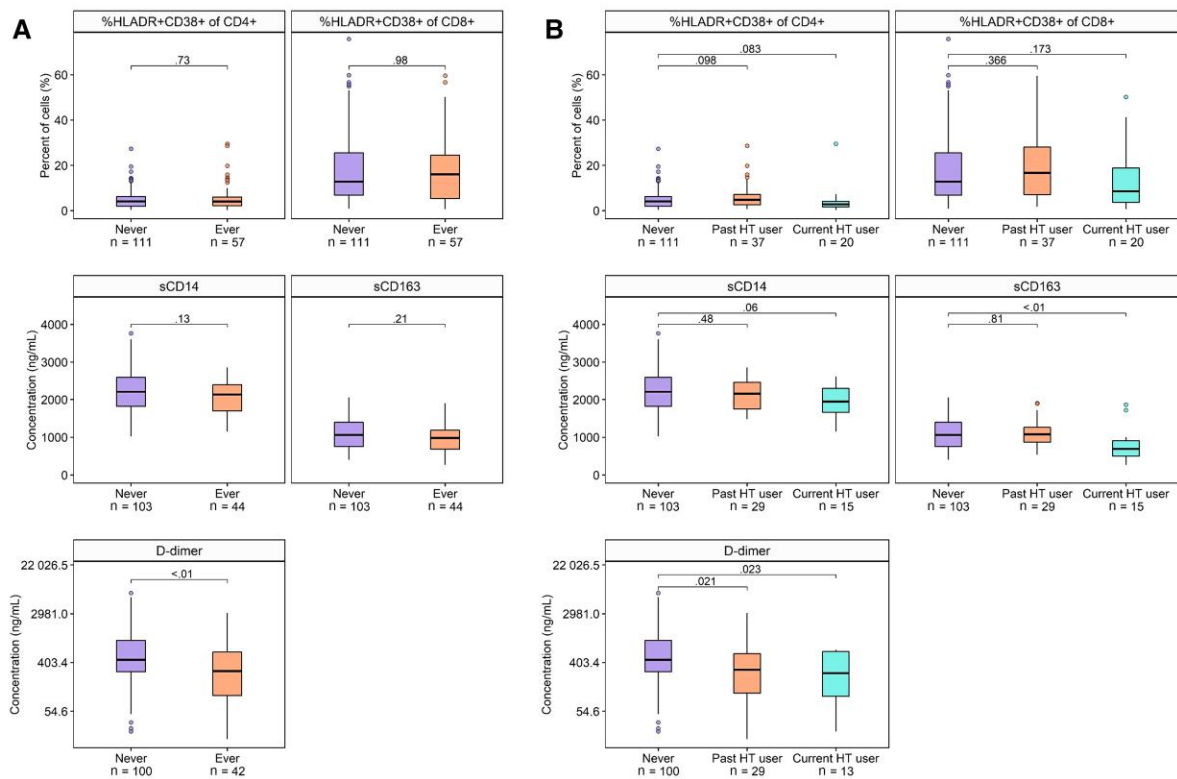 A
%HLADR+CD38+ of CD4+
%HLADR+CD38+ of CD8+
Percent of cells (%)
60
40
20
0
.73
.98
Never
n = 111
Ever
n = 57
Never
n = 111
Ever
n = 57
sCD14
sCD163
Concentration (ng/mL)
4000
3000
2000
1000
0
.13
.21
Never
n = 103
Ever
n = 44
Never
n = 103
Ever
n = 44
D-dimer
Concentration (ng/mL)
22 026.5
2981.0
403.4
54.6
<.01
Never
n = 100
Ever
n = 42
B
%HLADR+CD38+ of CD4+
%HLADR+CD38+ of CD8+
Percent of cells (%)
60
40
20
0
.083
.098
.173
.366
Never
n = 111
Past HT user
n = 37
Current HT user
n = 20
Never
n = 111
Past HT user
n = 37
Current HT user
n = 20
sCD14
sCD163
Concentration (ng/mL)
4000
3000
2000
1000
0
.06
.48
<.01
.81
Never
n = 103
Past HT user
n = 29
Current HT user
n = 15
Never
n = 103
Past HT user
n = 29
Current HT user
n = 15
D-dimer
Concentration (ng/mL)
22 026.5
2981.0
403.4
54.6
.023
.021
Never
n = 100
Past HT user
n = 29
Current HT user
n = 13